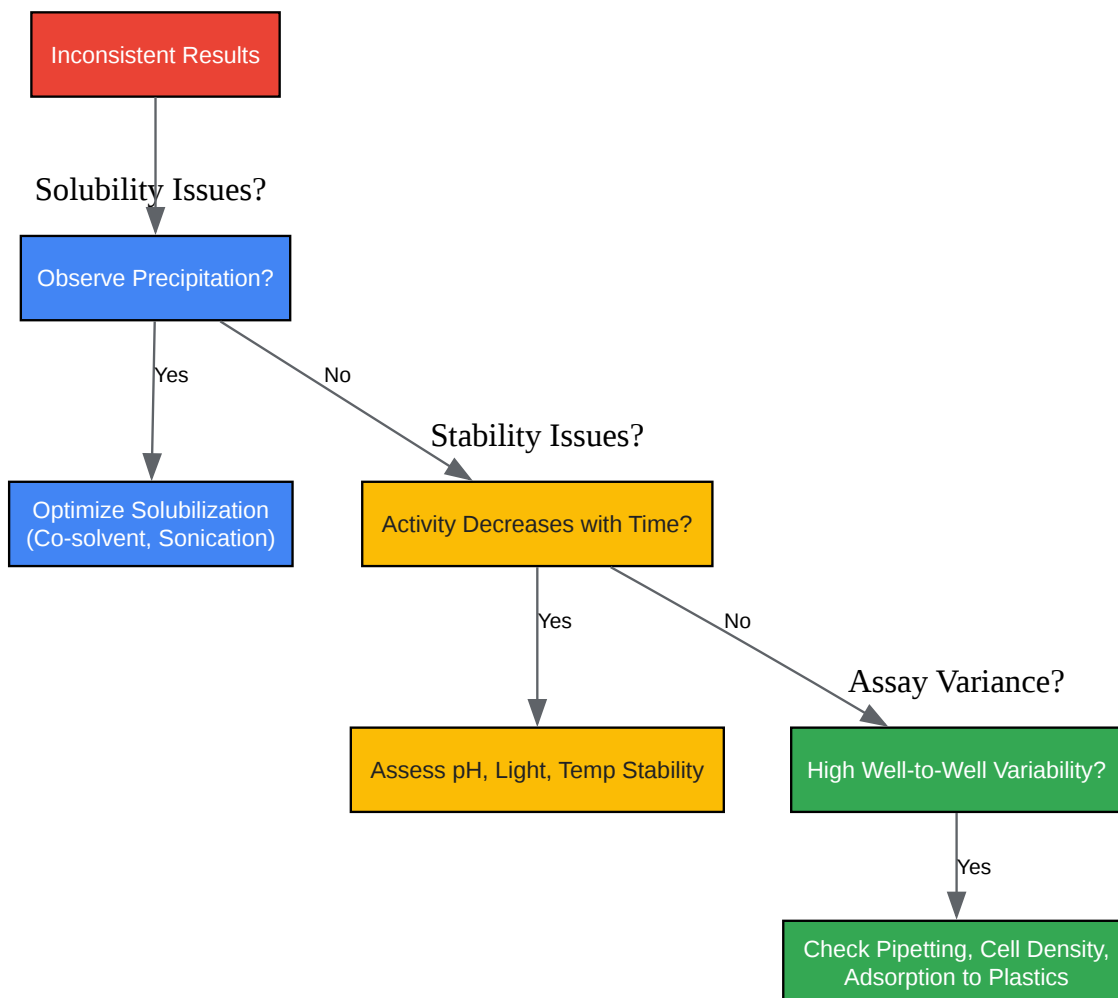 Inconsistent Results
Solubility Issues?
Observe Precipitation?
Yes
No
Stability Issues?
Optimize Solubilization
(Co-solvent, Sonication)
Activity Decreases with Time?
Yes
No
Assay Variance?
Assess pH, Light, Temp Stability
High Well-to-Well Variability?
Yes
Check Pipetting, Cell Density,
Adsorption to Plastics